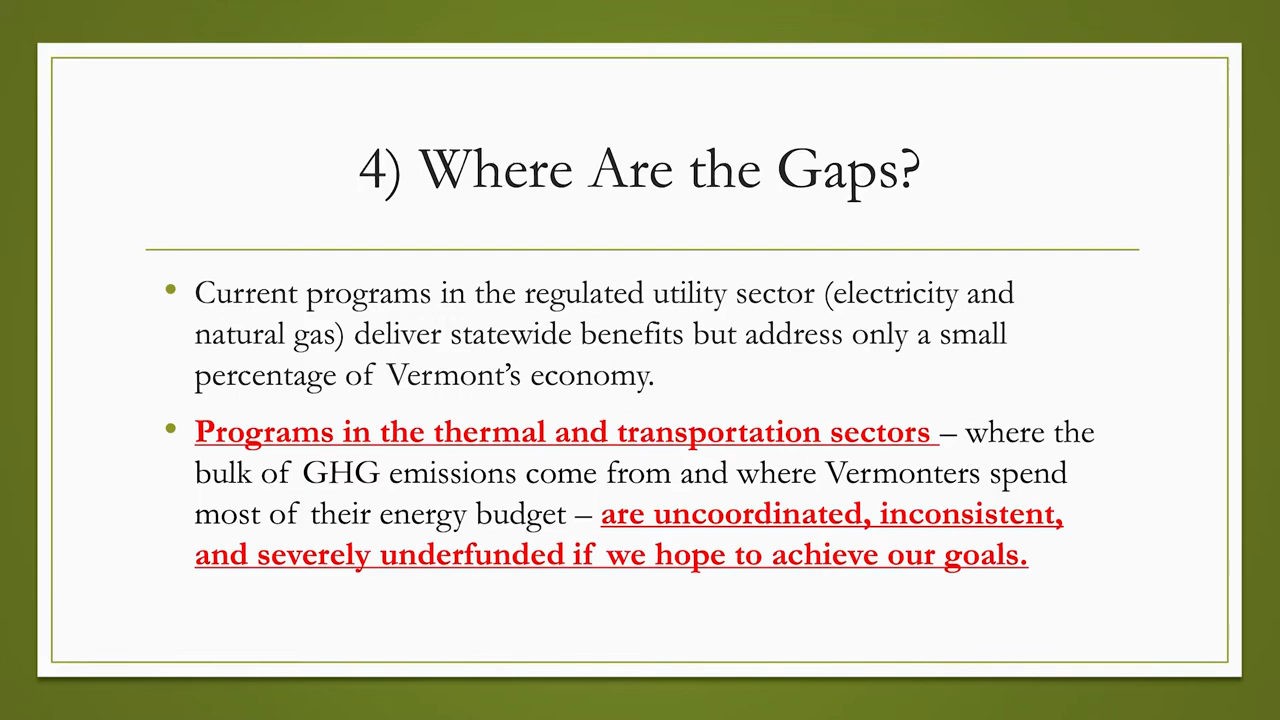 4) Where Are the Gaps?
• Current programs in the regulated utility sector (electricity and
natural gas) deliver statewide benefits but address only a small
percentage of Vermont’s economy.
• Programs in the thermal and transportation sectors – where the
bulk of GHG emissions come from and where Vermonters spend
most of their energy budget – are uncoordinated, inconsistent,
and severely underfunded if we hope to achieve our goals.